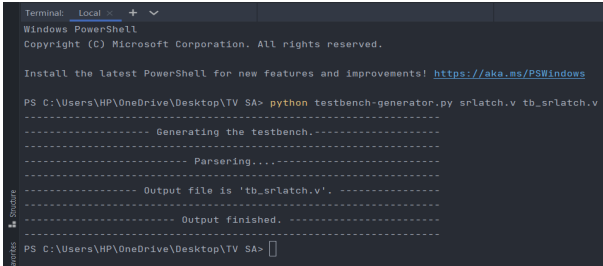 Terminal: Local × +
Windows PowerShell
Copyright (C) Microsoft Corporation. All rights reserved.
Install the latest PowerShell for new features and improvements! https://aka.ms/PSWindows
PS C:\Users\HP\OneDrive\Desktop\TV SA> python testbench-generator.py srlatch.v tb_srlatch.v
-------------------------------------------------------------------
-------------------- Generating the testbench.--------------------
-------------------------------------------------------------------
-------------------------- Parsering....--------------------------
-------------------------------------------------------------------
------------------ Output file is 'tb_srlatch.v'. ----------------
-------------------------------------------------------------------
------------------------ Output finished. ------------------------
-------------------------------------------------------------------
PS C:\Users\HP\OneDrive\Desktop\TV SA>
Structure